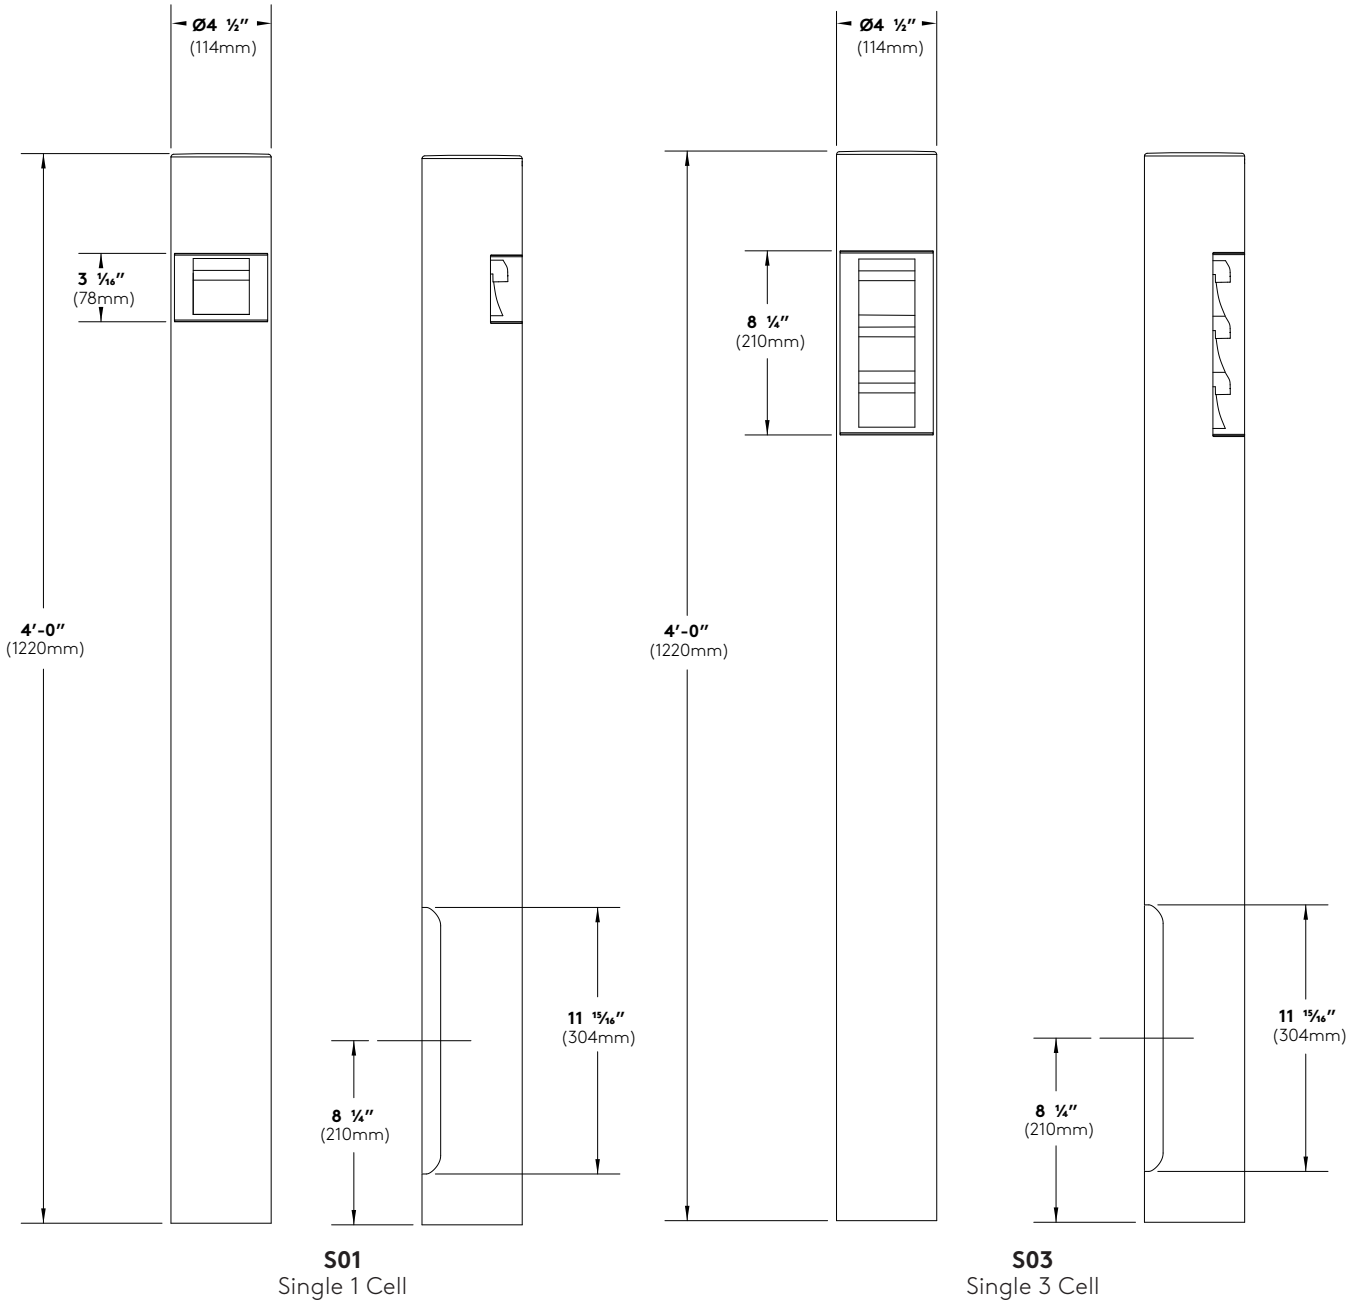 Ø4 ½"
(114mm)
Ø4 ½"
(114mm)
3 ¹⁄₁₆"
(78mm)
8 ¼"
(210mm)
4'-0"
(1220mm)
4'-0"
(1220mm)
11 ¹⁵⁄₁₆"
(304mm)
11 ¹⁵⁄₁₆"
(304mm)
8 ¼"
(210mm)
8 ¼"
(210mm)
S01
Single 1 Cell
S03
Single 3 Cell